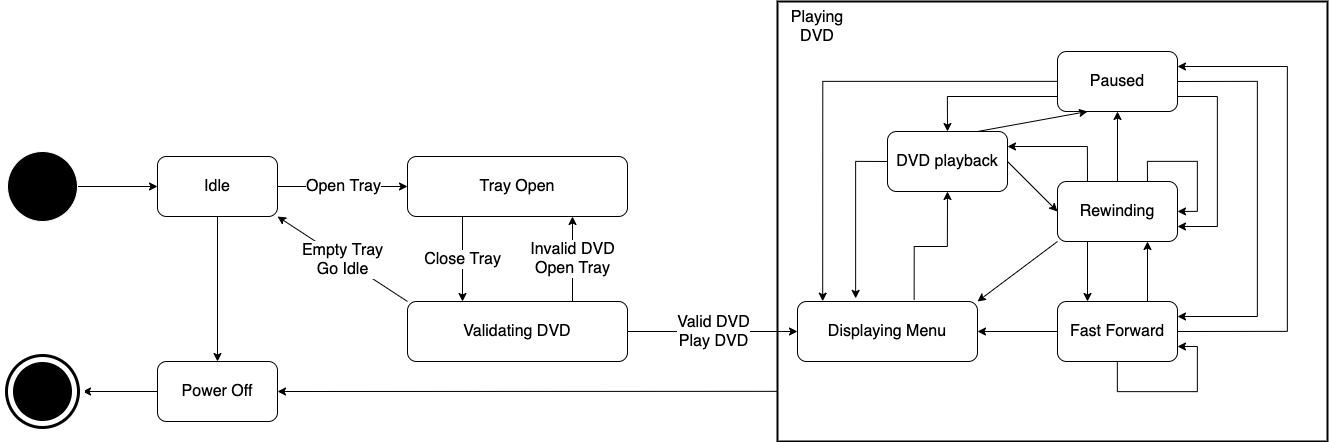 Playing
DVD
Paused
DVD playback
Idle
Open Tray
Tray Open
Rewinding
Empty Tray
Go Idle
Close Tray
Invalid DVD
Open Tray
Validating DVD
Valid DVD
Play DVD
Displaying Menu
Fast Forward
Power Off